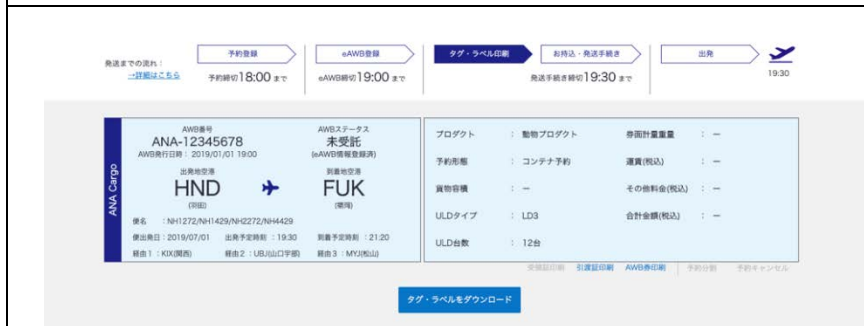 発送までの流れ：
→詳細はこちら
予約登録
予約締切18:00 まで
eAWB登録
eAWB締切19:00 まで
タグ・ラベル印刷
お持込・発送手続き
発送手続き締切19:30 まで
出発
19:30
ANA Cargo
AWB番号
ANA-12345678
AWB発行日時：2019/01/01 19:00
AWBステータス
未受託
(eAWB情報登録済)
出発地空港
HND
(羽田)
到着地空港
FUK
(福岡)
便名 ：NH1272/NH1429/NH2272/NH4429
便出発日：2019/07/01 出発予定時刻 ：19:30 到着予定時刻 ：21:20
経由1：KIX(関西) 経由2：UBJ(山口宇部) 経由3：MYJ(松山)
プロダクト ： 動物プロダクト 券面計量重量 ： ー
予約形態 ： コンテナ予約 運賃(税込) ： ー
貨物容積 ： ー その他料金(税込) ： ー
ULDタイプ ： LD3 合計金額(税込) ： ー
ULD台数 ： 12台
受領証印刷 引渡証印刷 AWB券印刷 予約分割 予約キャンセル
タグ・ラベルをダウンロード